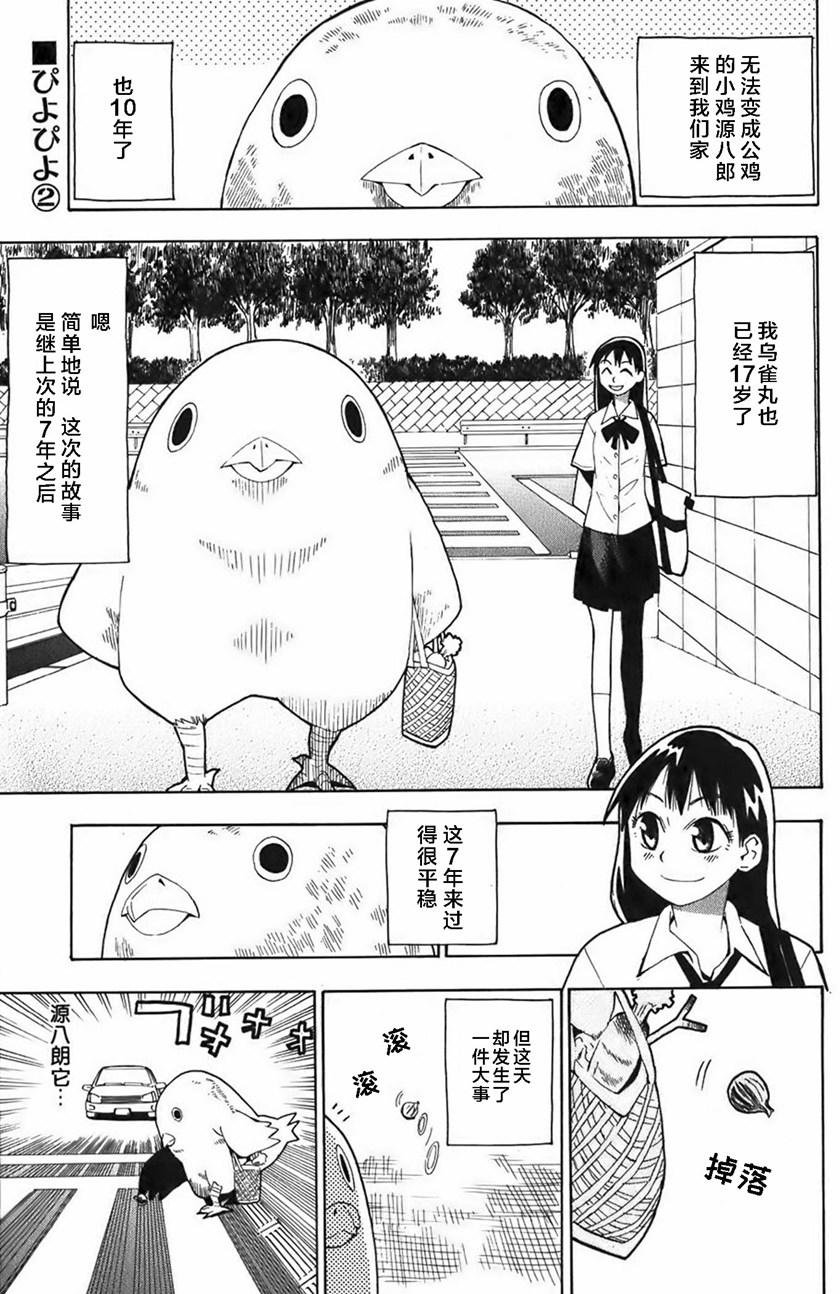 ■ぴよぴよ②
无法变成公鸡
的小鸡源八郎
来到我们家
也10年了
我乌雀丸也
已经17岁了
嗯
简单地说 这次的故事
是继上次的7年之后
这7年来过
得很平稳
掉落
但这天
却发生了
一件大事
滚
滚
源八朗它…
ブォォォ